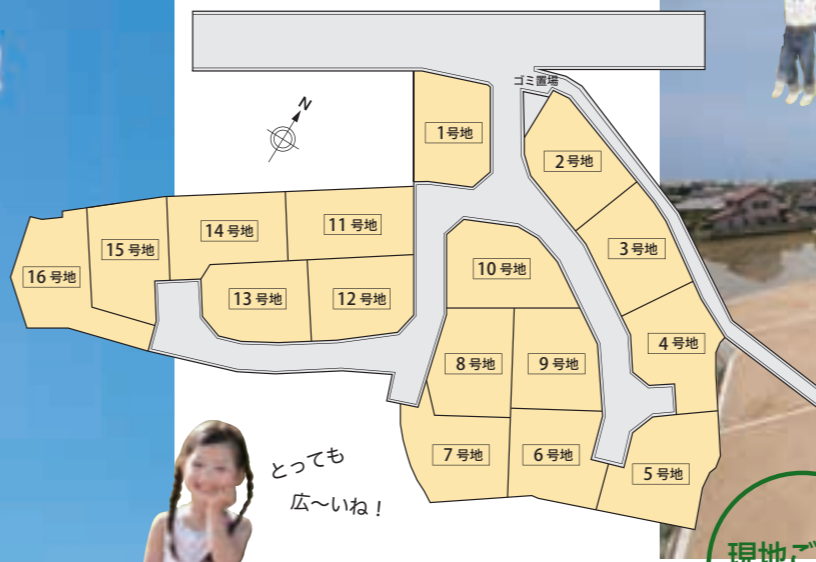 ゴミ置場
N
1号地
2号地
3号地
4号地
5号地
6号地
7号地
8号地
9号地
10号地
11号地
12号地
13号地
14号地
15号地
16号地
とっても
広〜いね！
現地ご